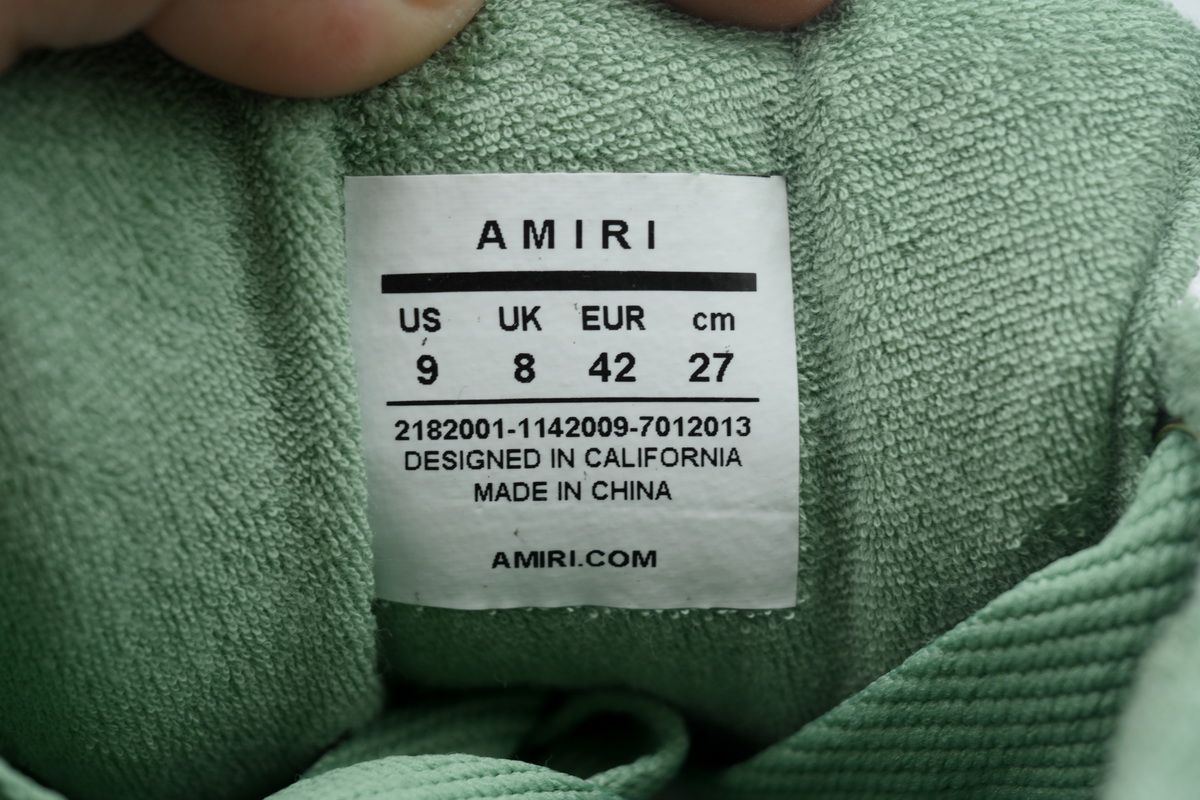 AMIRI
US UK EUR cm
9 8 42 27
2182001-1142009-7012013
DESIGNED IN CALIFORNIA
MADE IN CHINA
AMIRI.COM